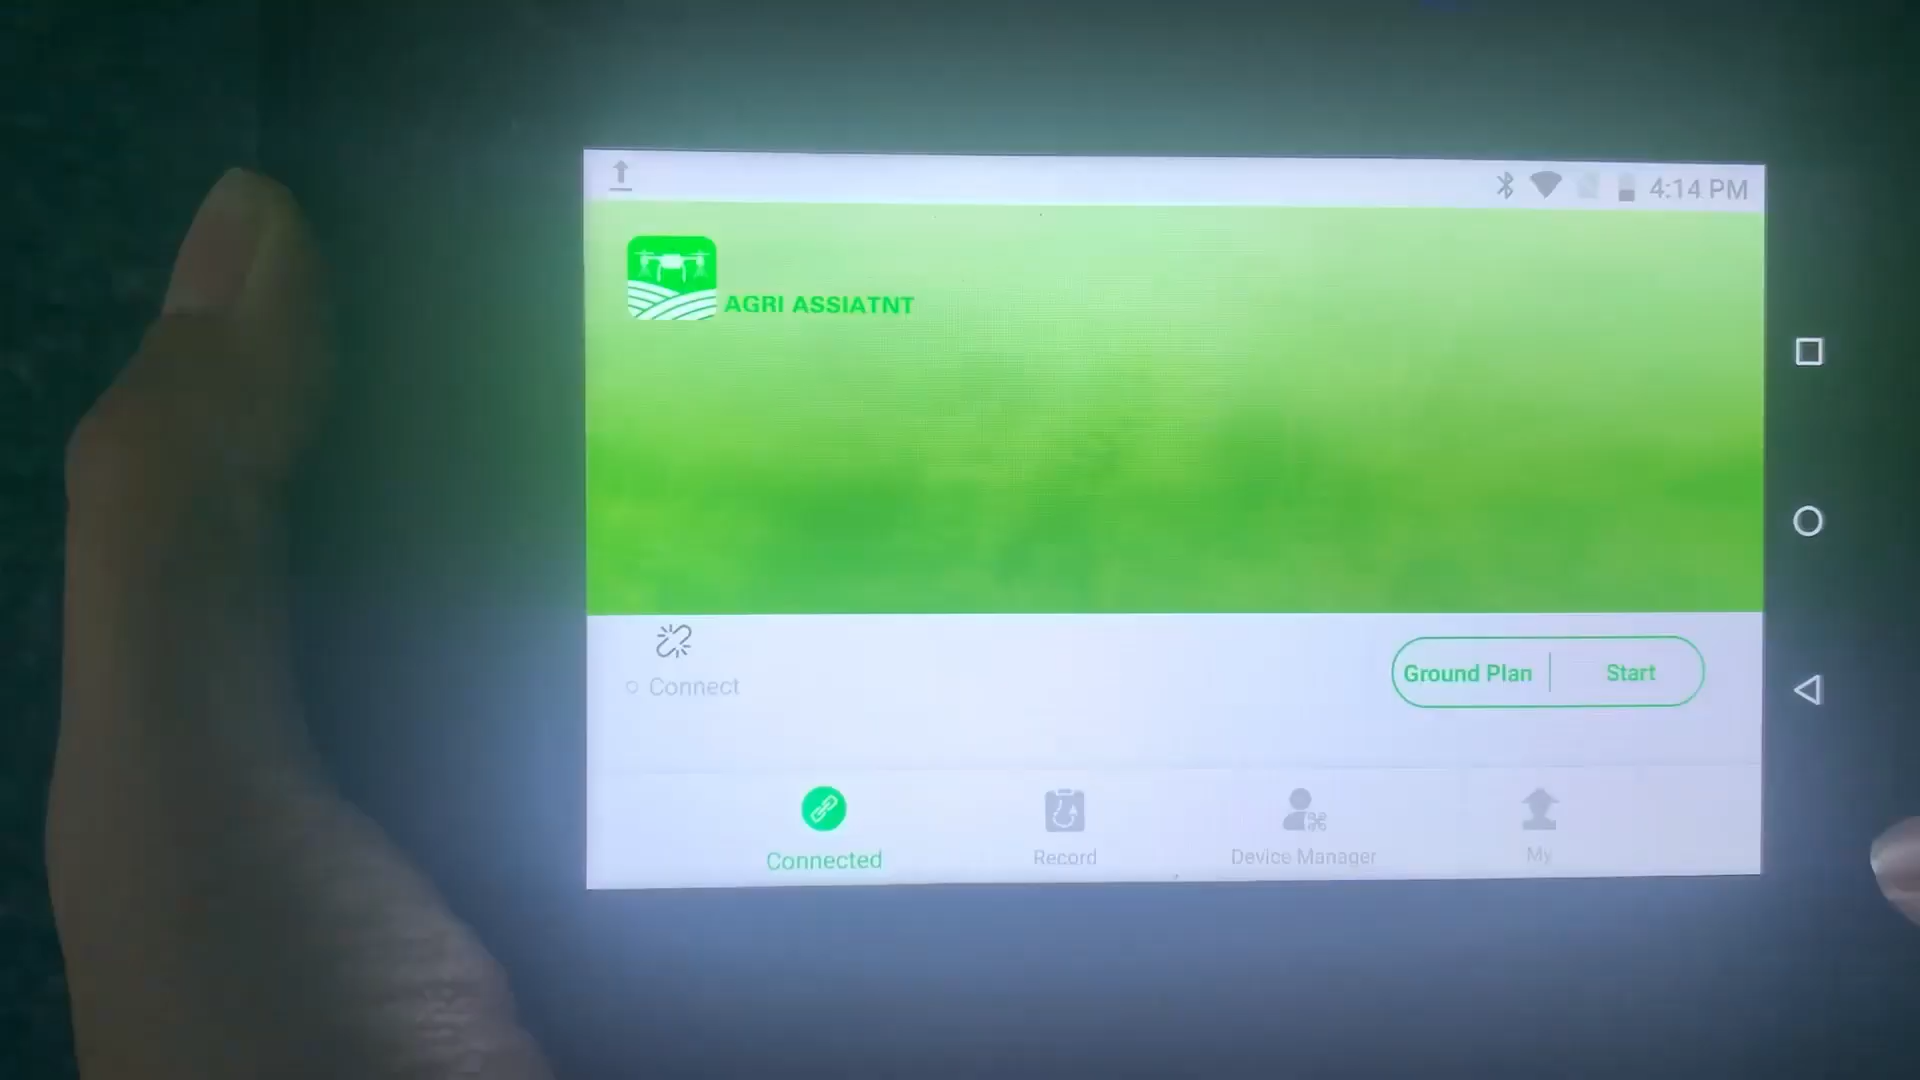 4:14 PM
AGRI ASSIATNT
Connect
Ground Plan
Start
Connected
Record
Device Manager
My